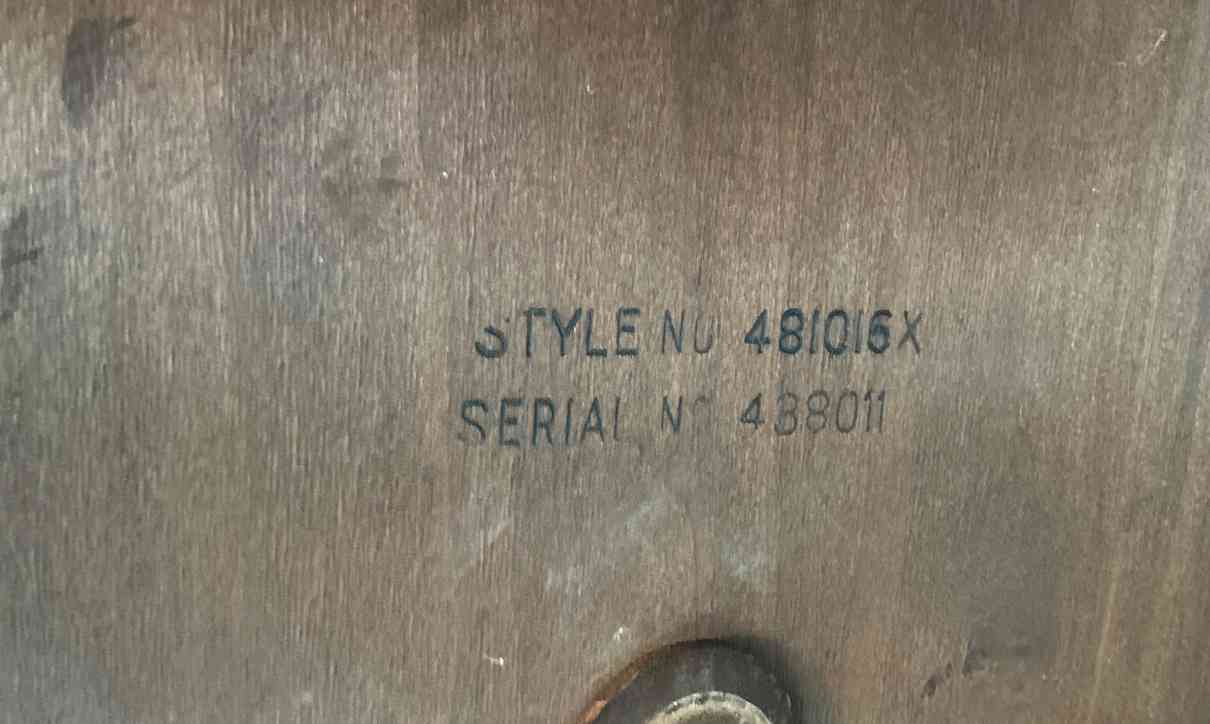 STYLE NO 481016X
SERIAL NO 438011